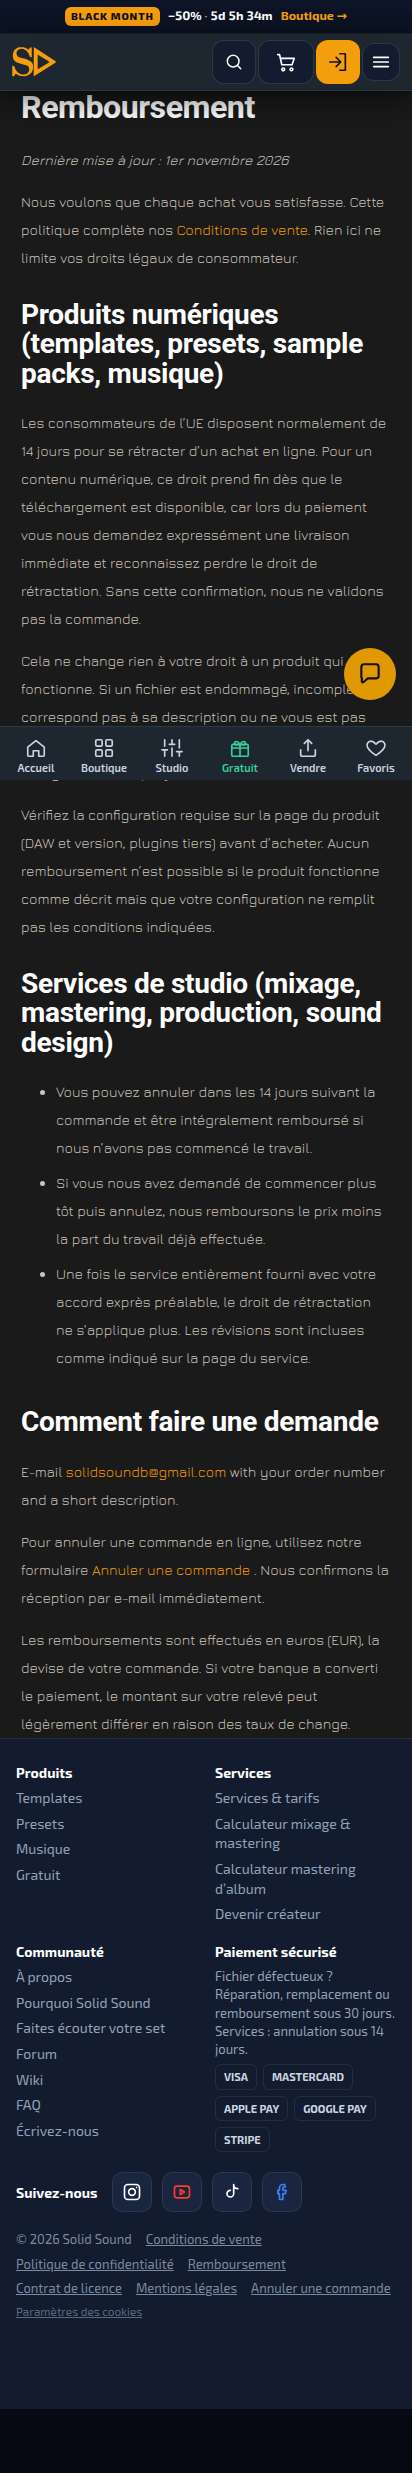 BLACK MONTH −50% · 5d 5h 34m Boutique →
SD
Remboursement
Dernière mise à jour : 1er novembre 2026
Nous voulons que chaque achat vous satisfasse. Cette
politique complète nos Conditions de vente. Rien ici ne
limite vos droits légaux de consommateur.
Produits numériques
(templates, presets, sample
packs, musique)
Les consommateurs de l’UE disposent normalement de
14 jours pour se rétracter d’un achat en ligne. Pour un
contenu numérique, ce droit prend fin dès que le
téléchargement est disponible, car lors du paiement
vous nous demandez expressément une livraison
immédiate et reconnaissez perdre le droit de
rétractation. Sans cette confirmation, nous ne validons
pas la commande.
Cela ne change rien à votre droit à un produit qui
fonctionne. Si un fichier est endommagé,
correspond pas à sa description ou ne vous est pas
Accueil Boutique Studio Gratuit Vendre Favoris
Vérifiez la configuration requise sur la page du produit
(DAW et version, plugins tiers) avant d’acheter. Aucun
remboursement n’est possible si le produit fonctionne
comme décrit mais que votre configuration ne remplit
pas les conditions indiquées.
Services de studio (mixage,
mastering, production, sound
design)
• Vous pouvez annuler dans les 14 jours suivant la
commande et être intégralement remboursé si
nous n’avons pas commencé le travail.
• Si vous nous avez demandé de commencer plus
tôt puis annulez, nous remboursons le prix moins
la part du travail déjà effectuée.
• Une fois le service entièrement fourni avec votre
accord exprès préalable, le droit de rétractation
ne s’applique plus. Les révisions sont incluses
comme indiqué sur la page du service.
Comment faire une demande
E-mail solidsoundb@gmail.com with your order number
and a short description.
Pour annuler une commande en ligne, utilisez notre
formulaire Annuler une commande . Nous confirmons la
réception par e-mail immédiatement.
Les remboursements sont effectués en euros (EUR), la
devise de votre commande. Si votre banque a converti
le paiement, le montant sur votre relevé peut
légèrement différer en raison des taux de change.
Produits
Templates
Presets
Musique
Gratuit
Services
Services & tarifs
Calculateur mixage &
mastering
Calculateur mastering
d’album
Devenir créateur
Communauté
À propos
Pourquoi Solid Sound
Faites écouter votre set
Forum
Wiki
FAQ
Écrivez-nous
Paiement sécurisé
Fichier défectueux ?
Réparation, remplacement ou
remboursement sous 30 jours.
Services : annulation sous 14
jours.
VISA MASTERCARD
APPLE PAY GOOGLE PAY
STRIPE
Suivez-nous
© 2026 Solid Sound Conditions de vente
Politique de confidentialité Remboursement
Contrat de licence Mentions légales Annuler une commande
Paramètres des cookies